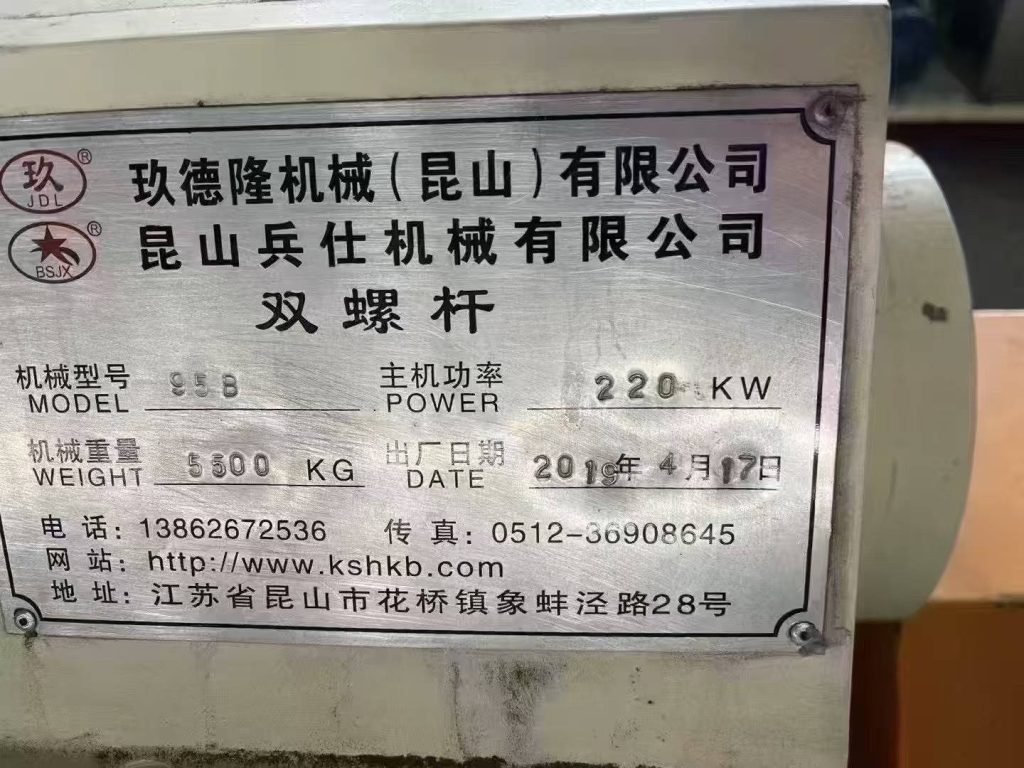 玖 ® 玖德隆机械(昆山)有限公司
JDL
® 昆山兵仕机械有限公司
BSJX
双螺杆
机械型号 95B 主机功率 220 KW
MODEL POWER
机械重量 5500 KG 出厂日期 2019年 4月17日
WEIGHT DATE
电 话: 13862672536 传 真: 0512-36908645
网 站: http://www.kshkb.com
地 址: 江苏省昆山市花桥镇象蚌泾路28号